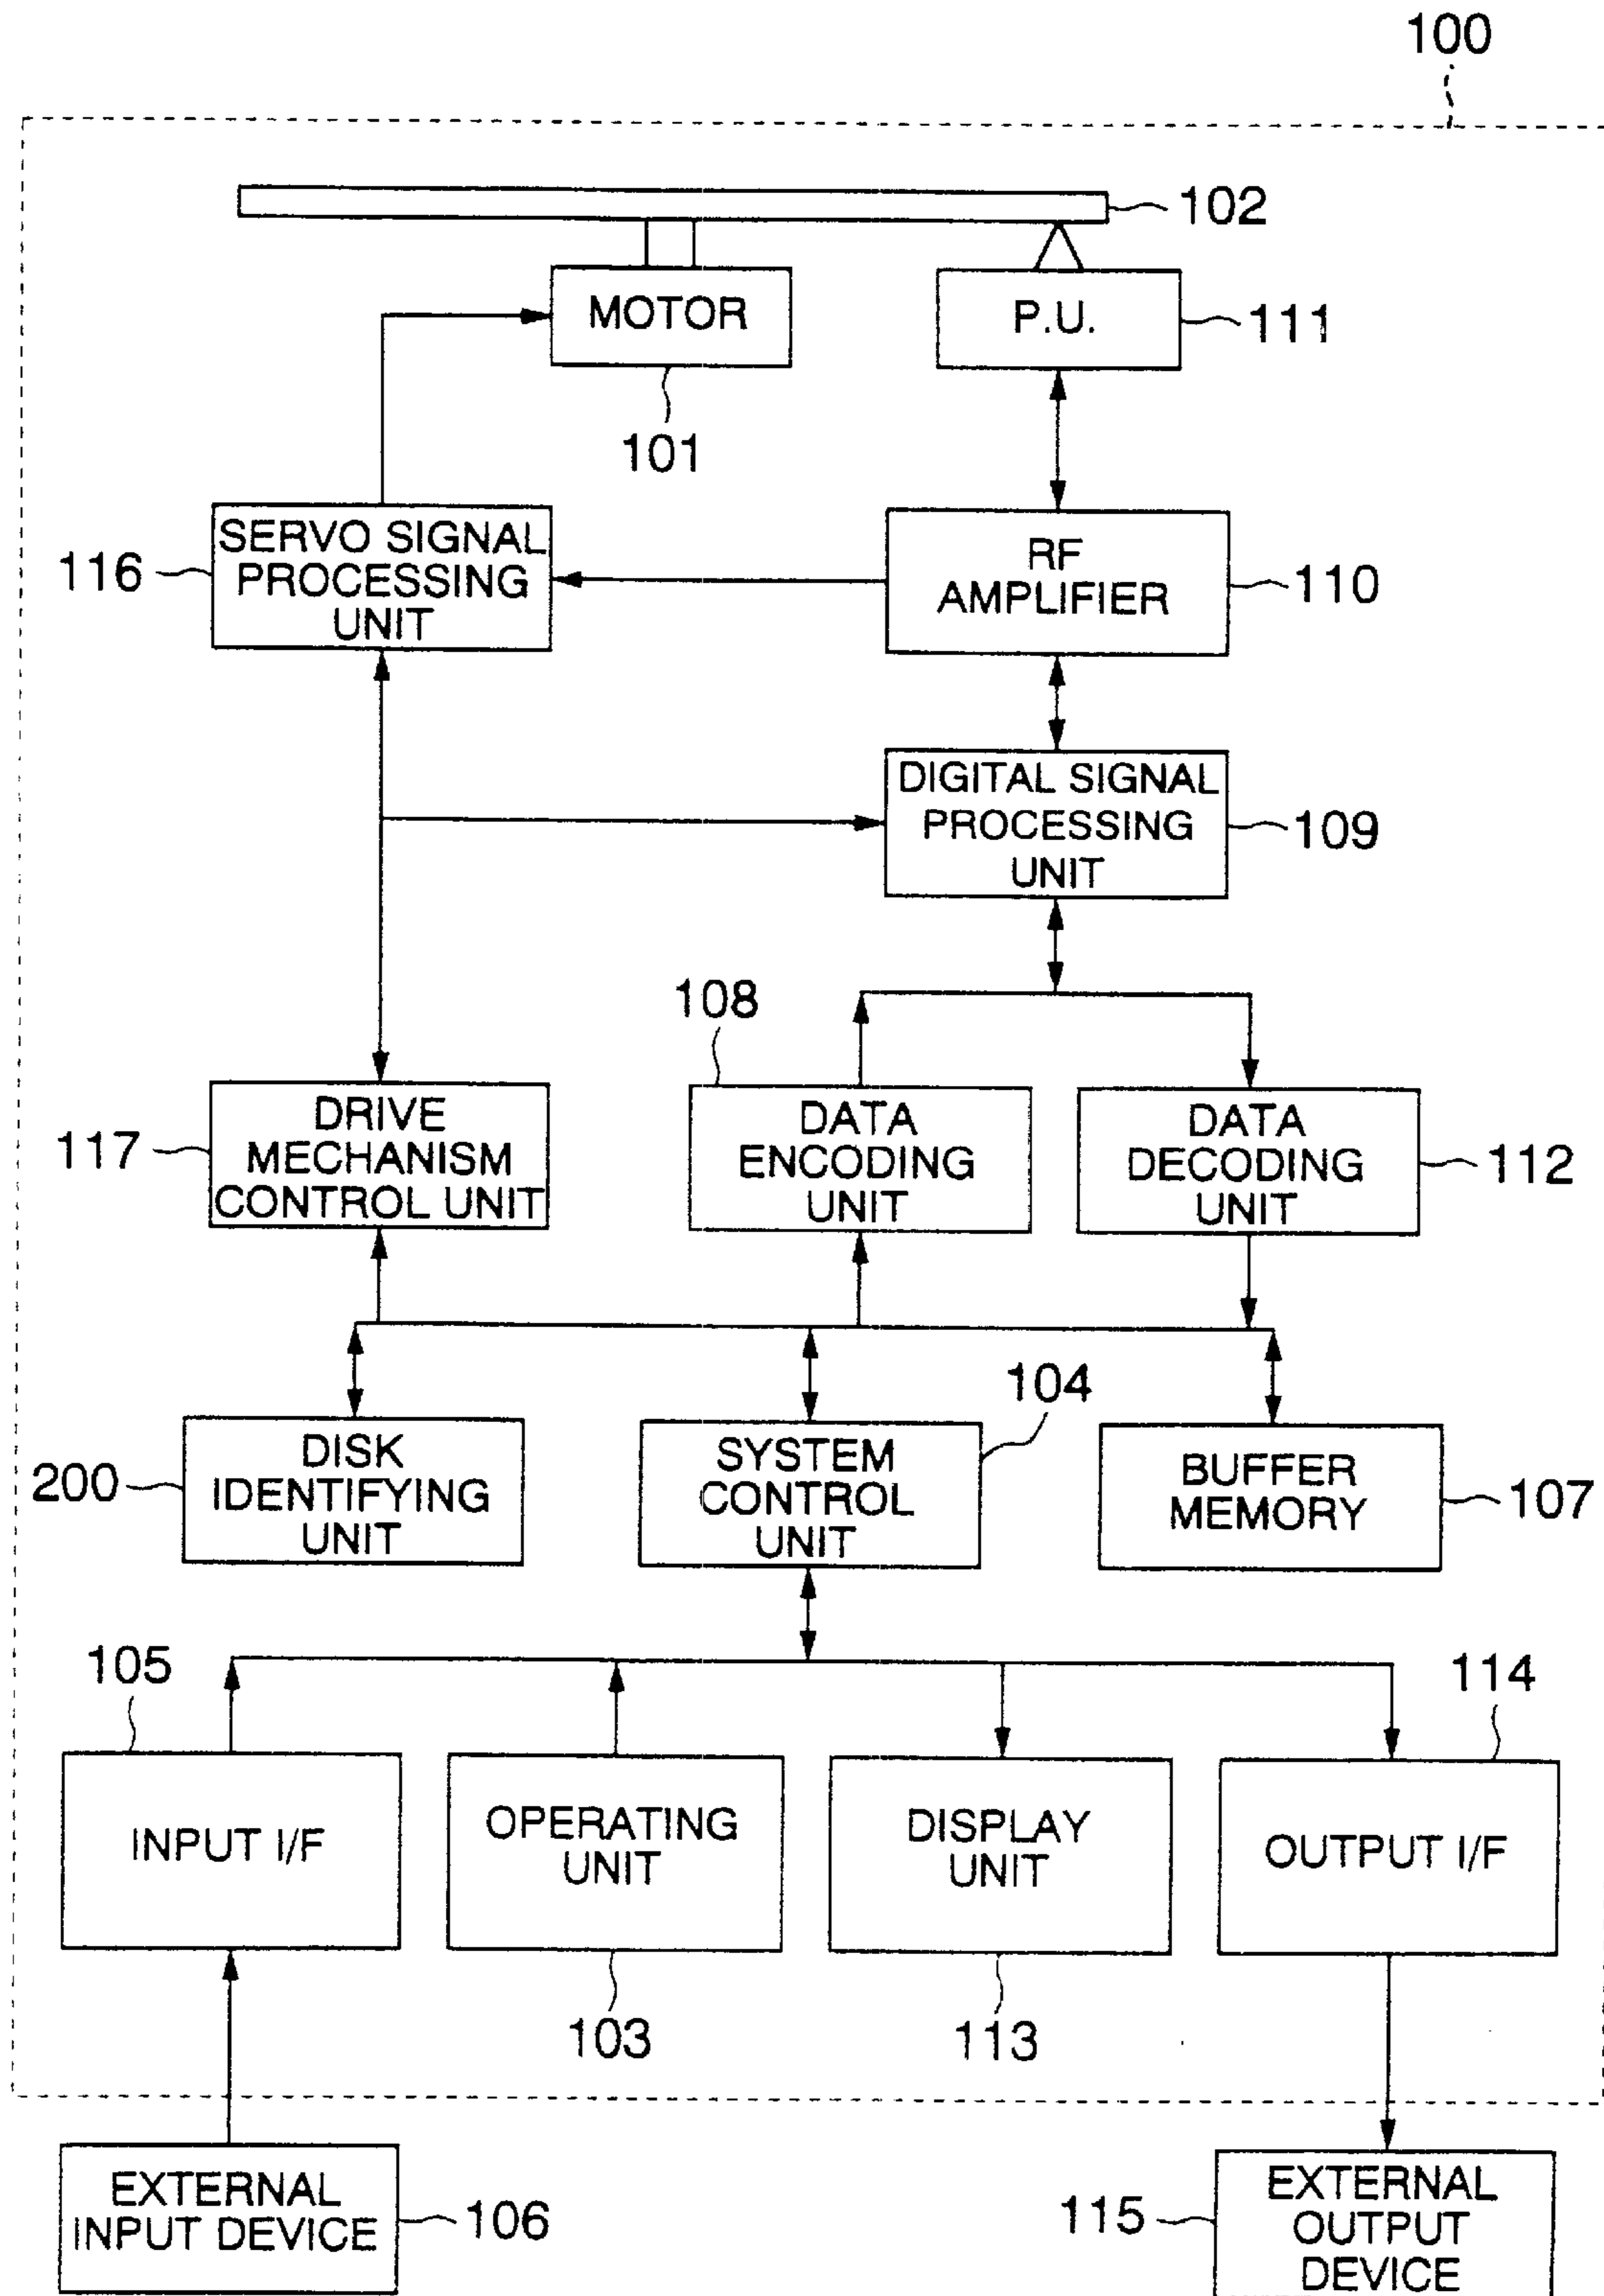 100
102
MOTOR
P.U.
111
101
SERVO SIGNAL
PROCESSING
UNIT
116
RF
AMPLIFIER
110
DIGITAL SIGNAL
PROCESSING
UNIT
109
108
DRIVE
MECHANISM
CONTROL UNIT
117
DATA
ENCODING
UNIT
DATA
DECODING
UNIT
112
104
DISK
IDENTIFYING
UNIT
200
SYSTEM
CONTROL
UNIT
BUFFER
MEMORY
107
105
114
INPUT I/F
OPERATING
UNIT
DISPLAY
UNIT
OUTPUT I/F
103
113
EXTERNAL
INPUT DEVICE
106
115
EXTERNAL
OUTPUT
DEVICE